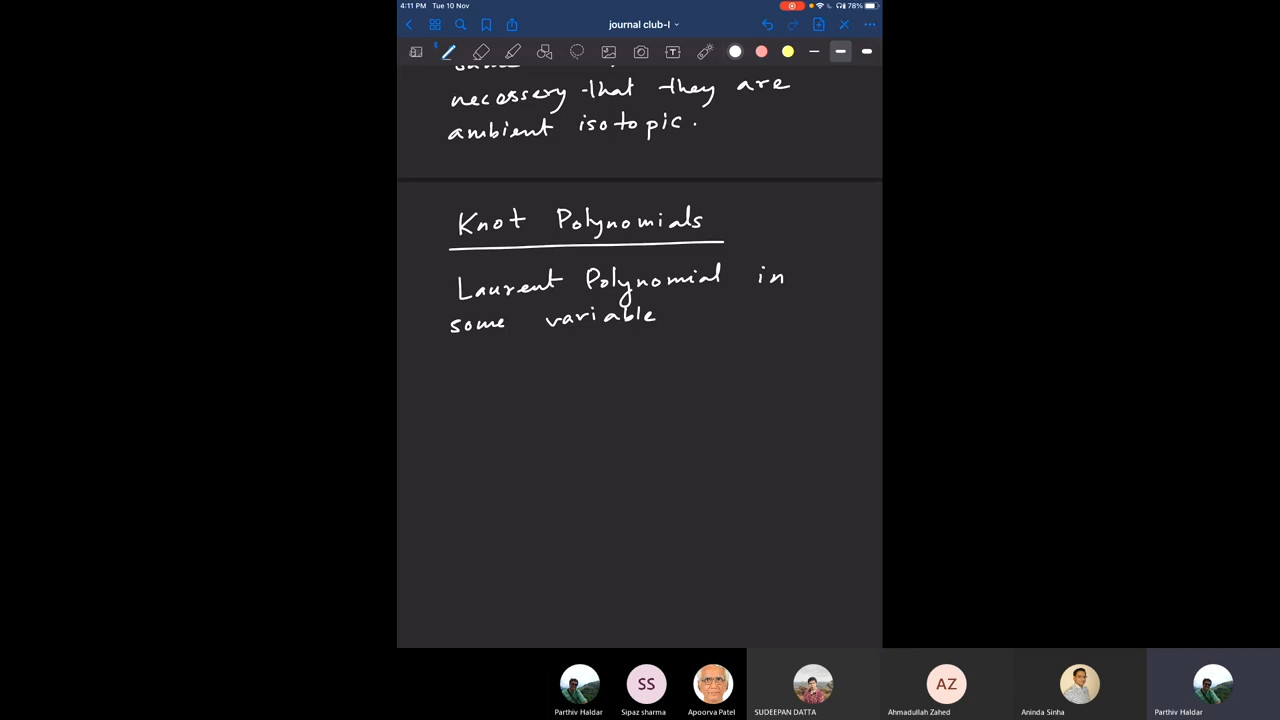 4:11 PM Tue 10 Nov
78%
journal club-I
necessery that they are
ambient isotopic.
Knot Polynomials
Laurent Polynomial in
some variable
SS
AZ
Parthiv Haldar
Sipaz sharma
Apoorva Patel
SUDEEPAN DATTA
Ahmadullah Zahed
Aninda Sinha
Parthiv Haldar